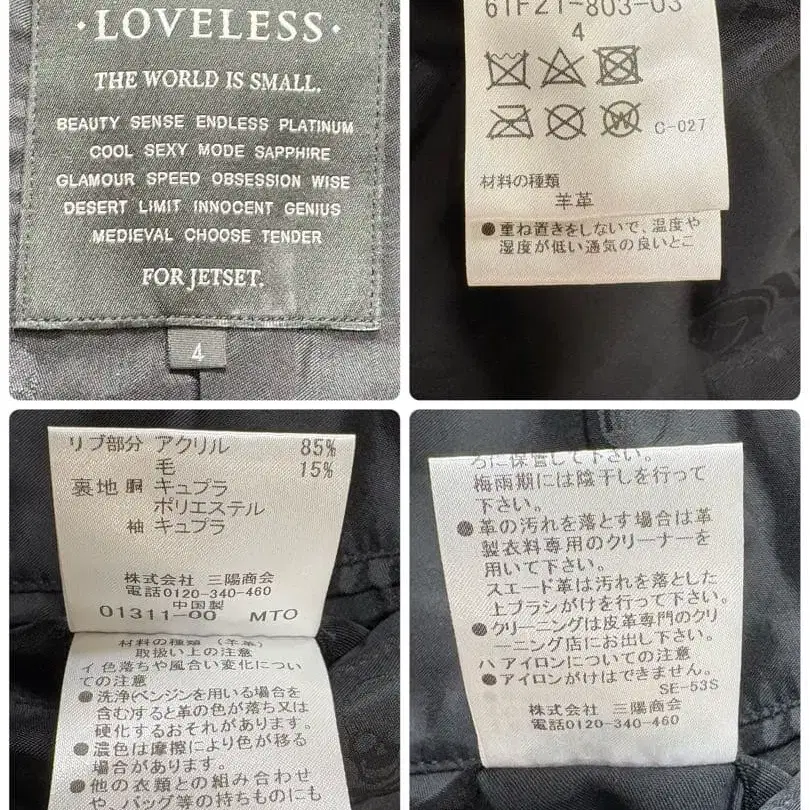 ·LOVELESS·
THE WORLD IS SMALL.
BEAUTY SENSE ENDLESS PLATINUM
COOL SEXY MODE SAPPHIRE
GLAMOUR SPEED OBSESSION WISE
DESERT LIMIT INNOCENT GENIUS
MEDIEVAL CHOOSE TENDER
FOR JETSET.
4
61F21-803-03
4
W
C-027
材料の種類
羊革
●重ね置きをしないで、温度や
湿度が低い通気の良いとこ
リブ部分 アクリル 85%
毛 15%
裏地 胴 キュプラ
ポリエステル
袖 キュプラ
株式会社 三陽商会
電話0120-340-460
中国製
01311-00 MTO
材料の種類 (羊革)
取扱い上の注意
イ 色落ちや風合い変化につい
ての注意
●洗浄(ベンジンを用いる場合を
含む)すると革の色が落ち又は
硬化するおそれがあります。
●濃色は摩擦により色が移る
場合があります。
●他の衣類との組み合わせ
や、バッグ等の持ちものにも
ろに保管して下さい。
梅雨期には陰干しを行って
下さい。
●革の汚れを落とす場合は革
製衣料専用のクリーナーを
用いて下さい。
スエード革は汚れを落とした
上ブラシがけを行って下さい。
●クリーニングは皮革専門のクリ
ーニング店にお出し下さい。
ハ アイロンについての注意
●アイロンがけはできません。
SE-53S
株式会社 三陽商会
電話0120-340-460